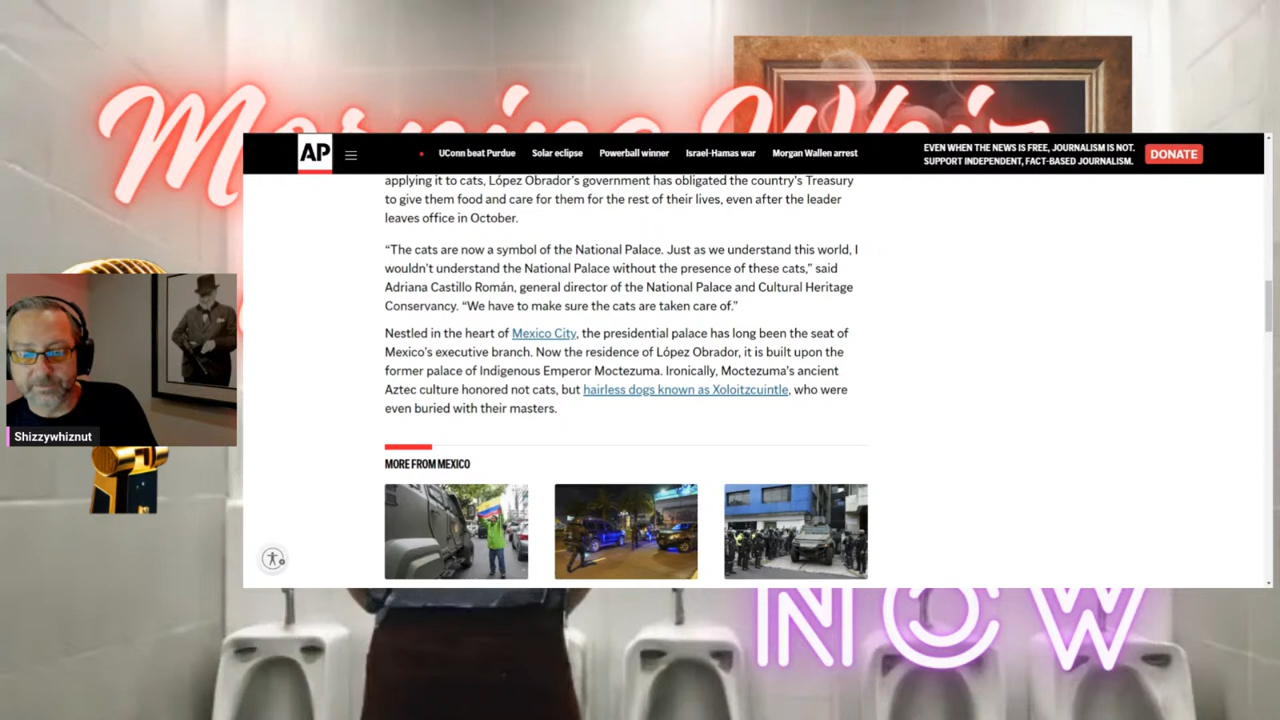 Morning Whiz
AP
UConn beat Purdue
Solar eclipse
Powerball winner
Israel-Hamas war
Morgan Wallen arrest
EVEN WHEN THE NEWS IS FREE, JOURNALISM IS NOT.
SUPPORT INDEPENDENT, FACT-BASED JOURNALISM.
DONATE
applying it to cats, López Obrador’s government has obligated the country’s Treasury
to give them food and care for them for the rest of their lives, even after the leader
leaves office in October.
“The cats are now a symbol of the National Palace. Just as we understand this world, I
wouldn’t understand the National Palace without the presence of these cats,” said
Adriana Castillo Román, general director of the National Palace and Cultural Heritage
Conservancy. “We have to make sure the cats are taken care of.”
Nestled in the heart of Mexico City, the presidential palace has long been the seat of
Mexico’s executive branch. Now the residence of López Obrador, it is built upon the
former palace of Indigenous Emperor Moctezuma. Ironically, Moctezuma’s ancient
Aztec culture honored not cats, but hairless dogs known as Xoloitzcuintle, who were
even buried with their masters.
MORE FROM MEXICO
Shizzywhiznut
NOW